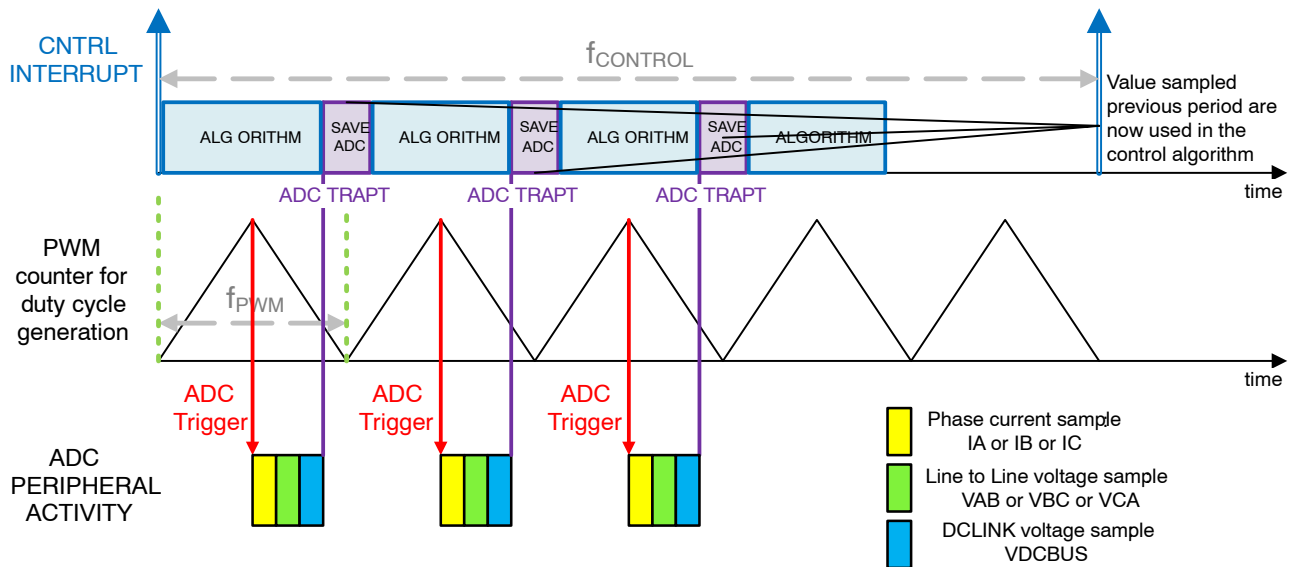 CNTRL
INTERRUPT
fCONTROL
ALG ORITHM
SAVE
ADC
ALG ORITHM
SAVE
ADC
ALG ORITHM
SAVE
ADC
ALGORITHM
Value sampled
previous period are
now used in the
control algorithm
time
ADC TRAPT
ADC TRAPT
ADC TRAPT
PWM
counter for
duty cycle
generation
fPWM
time
ADC
Trigger
ADC
Trigger
ADC
Trigger
ADC
PERIPHERAL
ACTIVITY
Phase current sample
IA or IB or IC
Line to Line voltage sample
VAB or VBC or VCA
DCLINK voltage sample
VDCBUS